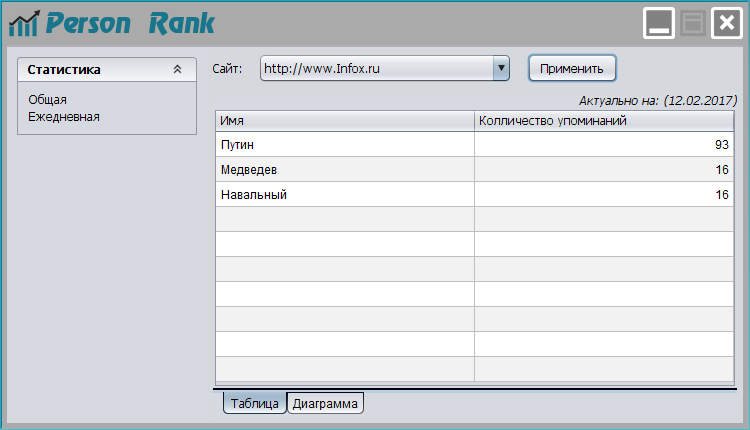 Person Rank
Статистика
Общая
Ежедневная
Сайт: http://www.Infox.ru Применить
Актуально на: (12.02.2017)
Имя Колличество упоминаний
Путин 93
Медведев 16
Навальный 16
Таблица Диаграмма